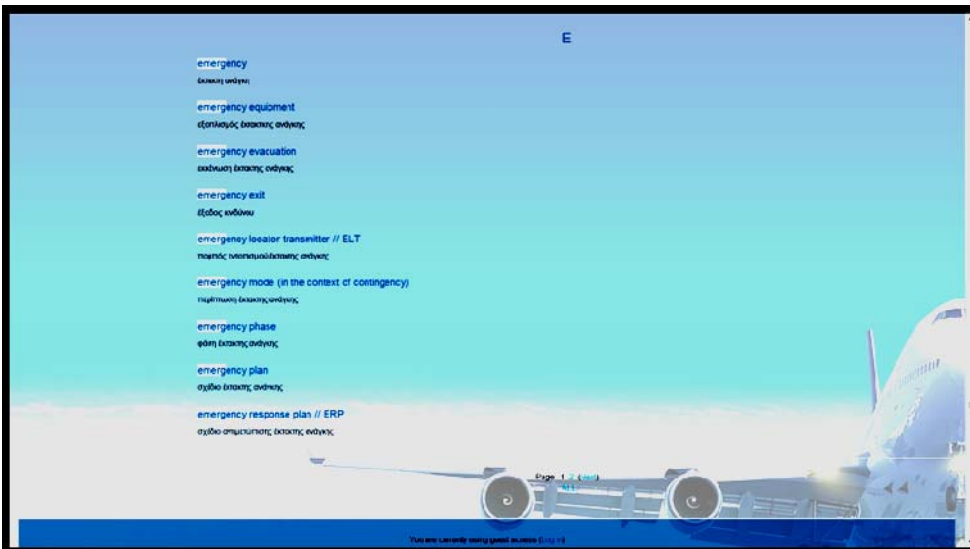 E
emergency
έκτακτη ανάγκη
emergency equipment
εξοπλισμός έκτακτης ανάγκης
emergency evacuation
εκκένωση έκτακτης ανάγκης
emergency exit
έξοδος κινδύνου
emergency locator transmitter // ELT
πομπός εντοπισμού έκτακτης ανάγκης
emergency mode (in the context of contingency)
περίπτωση έκτακτης ανάγκης
emergency phase
φάση έκτακτης ανάγκης
emergency plan
σχέδιο έκτακτης ανάγκης
emergency response plan // ERP
σχέδιο αντιμετώπισης έκτακτης ανάγκης
Page: 1 2 (Next)
ALL
You are currently using guest access (Log in)